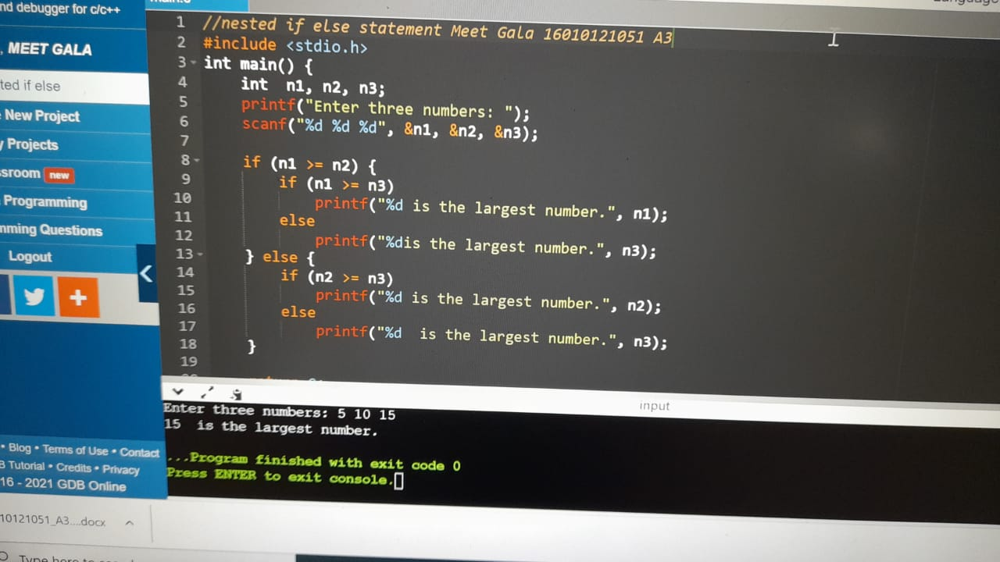 nd debugger for c/c++
, MEET GALA
ted if else
New Project
y Projects
ssroom new
Programming
mming Questions
Logout
• Blog • Terms of Use • Contact
B Tutorial • Credits • Privacy
16 - 2021 GDB Online
1 //nested if else statement Meet Gala 16010121051 A3
2 #include <stdio.h>
3 int main() {
4 int  n1, n2, n3;
5 printf("Enter three numbers: ");
6 scanf("%d %d %d", &n1, &n2, &n3);
7
8 if (n1 >= n2) {
9 if (n1 >= n3)
10 printf("%d is the largest number.", n1);
11 else
12 printf("%dis the largest number.", n3);
13 } else {
14 if (n2 >= n3)
15 printf("%d is the largest number.", n2);
16 else
17 printf("%d  is the largest number.", n3);
18 }
19
input
Enter three numbers: 5 10 15
15  is the largest number.
...Program finished with exit code 0
Press ENTER to exit console.
10121051_A3....docx